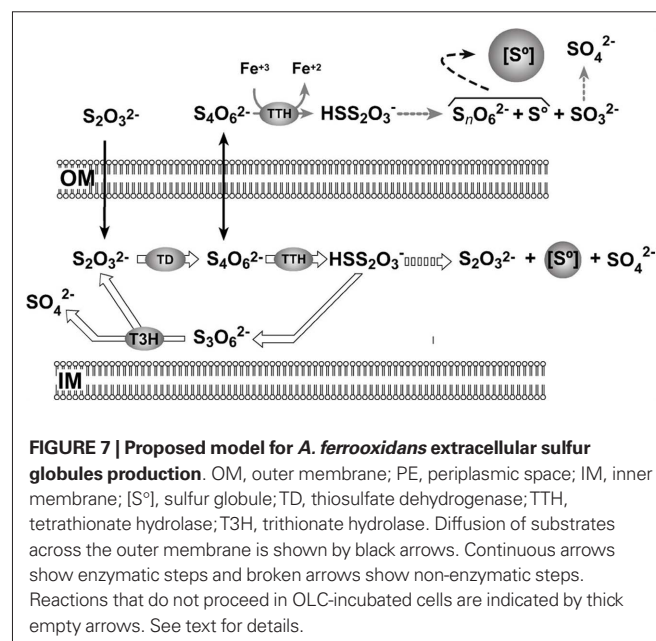 Fe+3 Fe+2 [S°] SO₄²⁻
S₂O₃²⁻ S₄O₆²⁻ TTH HSS₂O₃⁻ SₙO₆²⁻ + S° + SO₃²⁻
OM
S₂O₃²⁻ TD S₄O₆²⁻ TTH HSS₂O₃⁻ S₂O₃²⁻ + [S°] + SO₄²⁻
SO₄²⁻ T3H S₃O₆²⁻
IM
FIGURE 7 | Proposed model for A. ferrooxidans extracellular sulfur
globules production. OM, outer membrane; PE, periplasmic space; IM, inner
membrane; [S°], sulfur globule; TD, thiosulfate dehydrogenase; TTH,
tetrathionate hydrolase; T3H, trithionate hydrolase. Diffusion of substrates
across the outer membrane is shown by black arrows. Continuous arrows
show enzymatic steps and broken arrows show non-enzymatic steps.
Reactions that do not proceed in OLC-incubated cells are indicated by thick
empty arrows. See text for details.